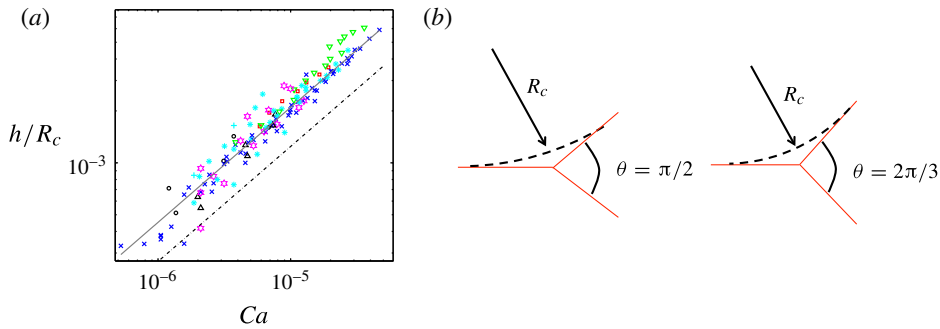 (a)
(b)
h/R_c
10^{-3}
10^{-6}
10^{-5}
Ca
R_c
θ = π/2
R_c
θ = 2π/3